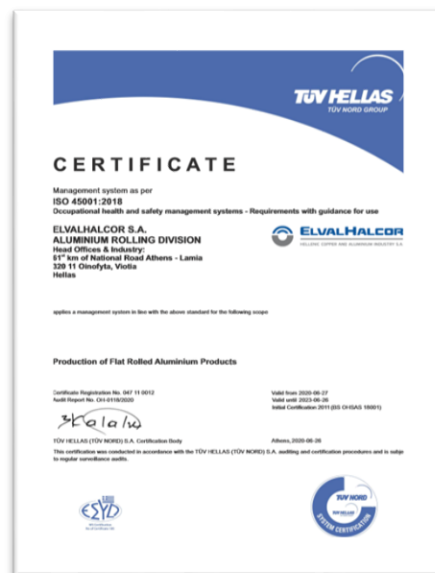 TÜV HELLAS
TÜV NORD GROUP
CERTIFICATE
Management system as per
ISO 45001:2018
Occupational health and safety management systems - Requirements with guidance for use
ELVALHALCOR S.A.
ALUMINIUM ROLLING DIVISION
Head Offices & Industry:
61st km of National Road Athens - Lamia
320 11 Oinofyta, Viotia
Hellas
ELVALHALCOR
HELLENIC COPPER AND ALUMINIUM INDUSTRY S.A.
applies a management system in line with the above standard for the following scope
Production of Flat Rolled Aluminium Products
Certificate Registration No. 047 11 0012
Audit Report No. OH-0118/2020
Valid from 2020-06-27
Valid until 2023-06-26
Initial Certification 2011 (BS OHSAS 18001)
TÜV HELLAS (TÜV NORD) S.A. Certification Body
Athens, 2020-06-26
This certification was conducted in accordance with the TÜV HELLAS (TÜV NORD) S.A. auditing and certification procedures and is subje
to regular surveillance audits.
ESYD
TÜV NORD
SYSTEM CERTIFICATION